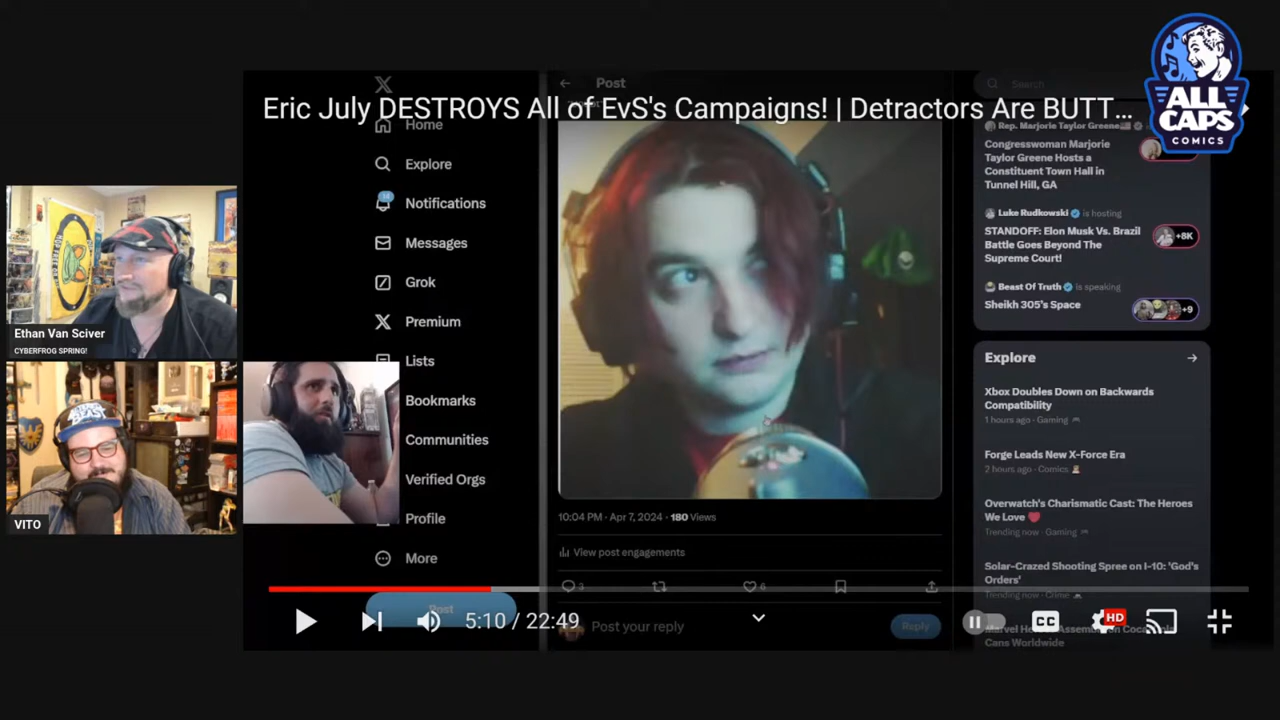 Eric July DESTROYS All of EvS's Campaigns! | Detractors Are BUTT...
ALL
CAPS
COMICS
Ethan Van Sciver
CYBERFROG SPRING!
VITO
X
Home
Explore
Notifications
Messages
Grok
Premium
Lists
Bookmarks
Communities
Verified Orgs
Profile
More
Post
Post
10:04 PM · Apr 7, 2024 · 180 Views
View post engagements
3
6
Post your reply
Reply
Search
Rep. Marjorie Taylor Greene
Congresswoman Marjorie
Taylor Greene Hosts a
Constituent Town Hall in
Tunnel Hill, GA
Luke Rudkowski is hosting
STANDOFF: Elon Musk Vs. Brazil
Battle Goes Beyond The
Supreme Court!
+8K
Beast Of Truth is speaking
Sheikh 305's Space
+9
Explore
Xbox Doubles Down on Backwards
Compatibility
1 hours ago · Gaming
Forge Leads New X-Force Era
2 hours ago · Comics
Overwatch's Charismatic Cast: The Heroes
We Love
Trending now · Gaming
Solar-Crazed Shooting Spree on I-10: 'God's
Orders'
Trending now · Crime
Cans Worldwide
5:10 / 22:49
CC
HD